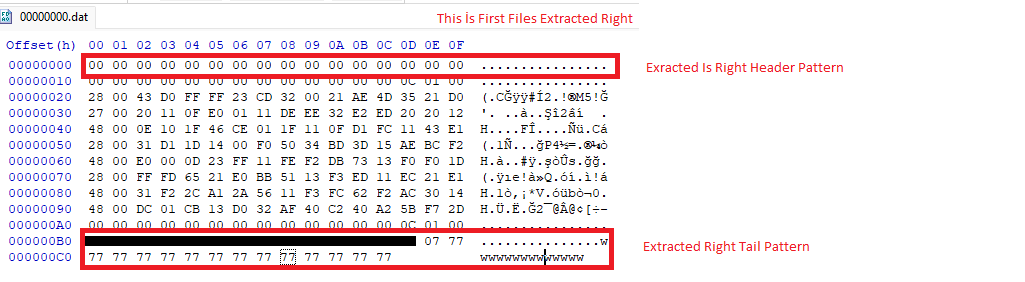 00000000.dat
This İs First Files Extracted Right
Offset(h) 00 01 02 03 04 05 06 07 08 09 0A 0B 0C 0D 0E 0F
00000000 00 00 00 00 00 00 00 00 00 00 00 00 00 00 00 00 ................
Exracted Is Right Header Pattern
00000010 00 00 00 00 00 00 00 00 00 00 00 00 00 00 0C 01 ................
00000020 28 00 43 D0 FF FF 23 CD 32 00 21 AE 4D 35 21 D0 (.CĞÿÿ#Í2.!®M5!Ğ
00000030 27 00 20 11 0F E0 01 11 DE EE 32 E2 ED 20 20 12 '. ..à..Şî2âí  .
00000040 48 00 0E 10 1F 46 CE 01 1F 11 0F D1 FC 11 43 E1 H....FÎ....Ñü.Cá
00000050 28 00 31 D1 1D 14 00 F0 50 34 BD 3D 15 AE BC F2 (.1Ñ...ğP4½=.®¼ò
00000060 48 00 E0 00 0D 23 FF 11 FE F2 DB 73 13 F0 F0 1D H.à..#ÿ.şòÛs.ğğ.
00000070 28 00 FF FD 65 21 E0 BB 51 13 F3 ED 11 EC 21 E1 (.ÿıe!à»Q.óí.ì!á
00000080 48 00 31 F2 2C A1 2A 56 11 F3 FC 62 F2 AC 30 14 H.1ò,¡*V.óübò¬0.
00000090 48 00 DC 01 CB 13 D0 32 AF 40 C2 40 A2 5B F7 2D H.Ü.Ë.Ğ2¯@Â@¢[÷-
000000A0 00 00 00 00 00 00 00 00 00 00 00 00 00 00 0C 01 00 ................
000000B0 07 77 ...............w
Extracted Right Tail Pattern
000000C0 77 77 77 77 77 77 77 77 77 77 77 77 77 77 wwwwwwwwwwwwww